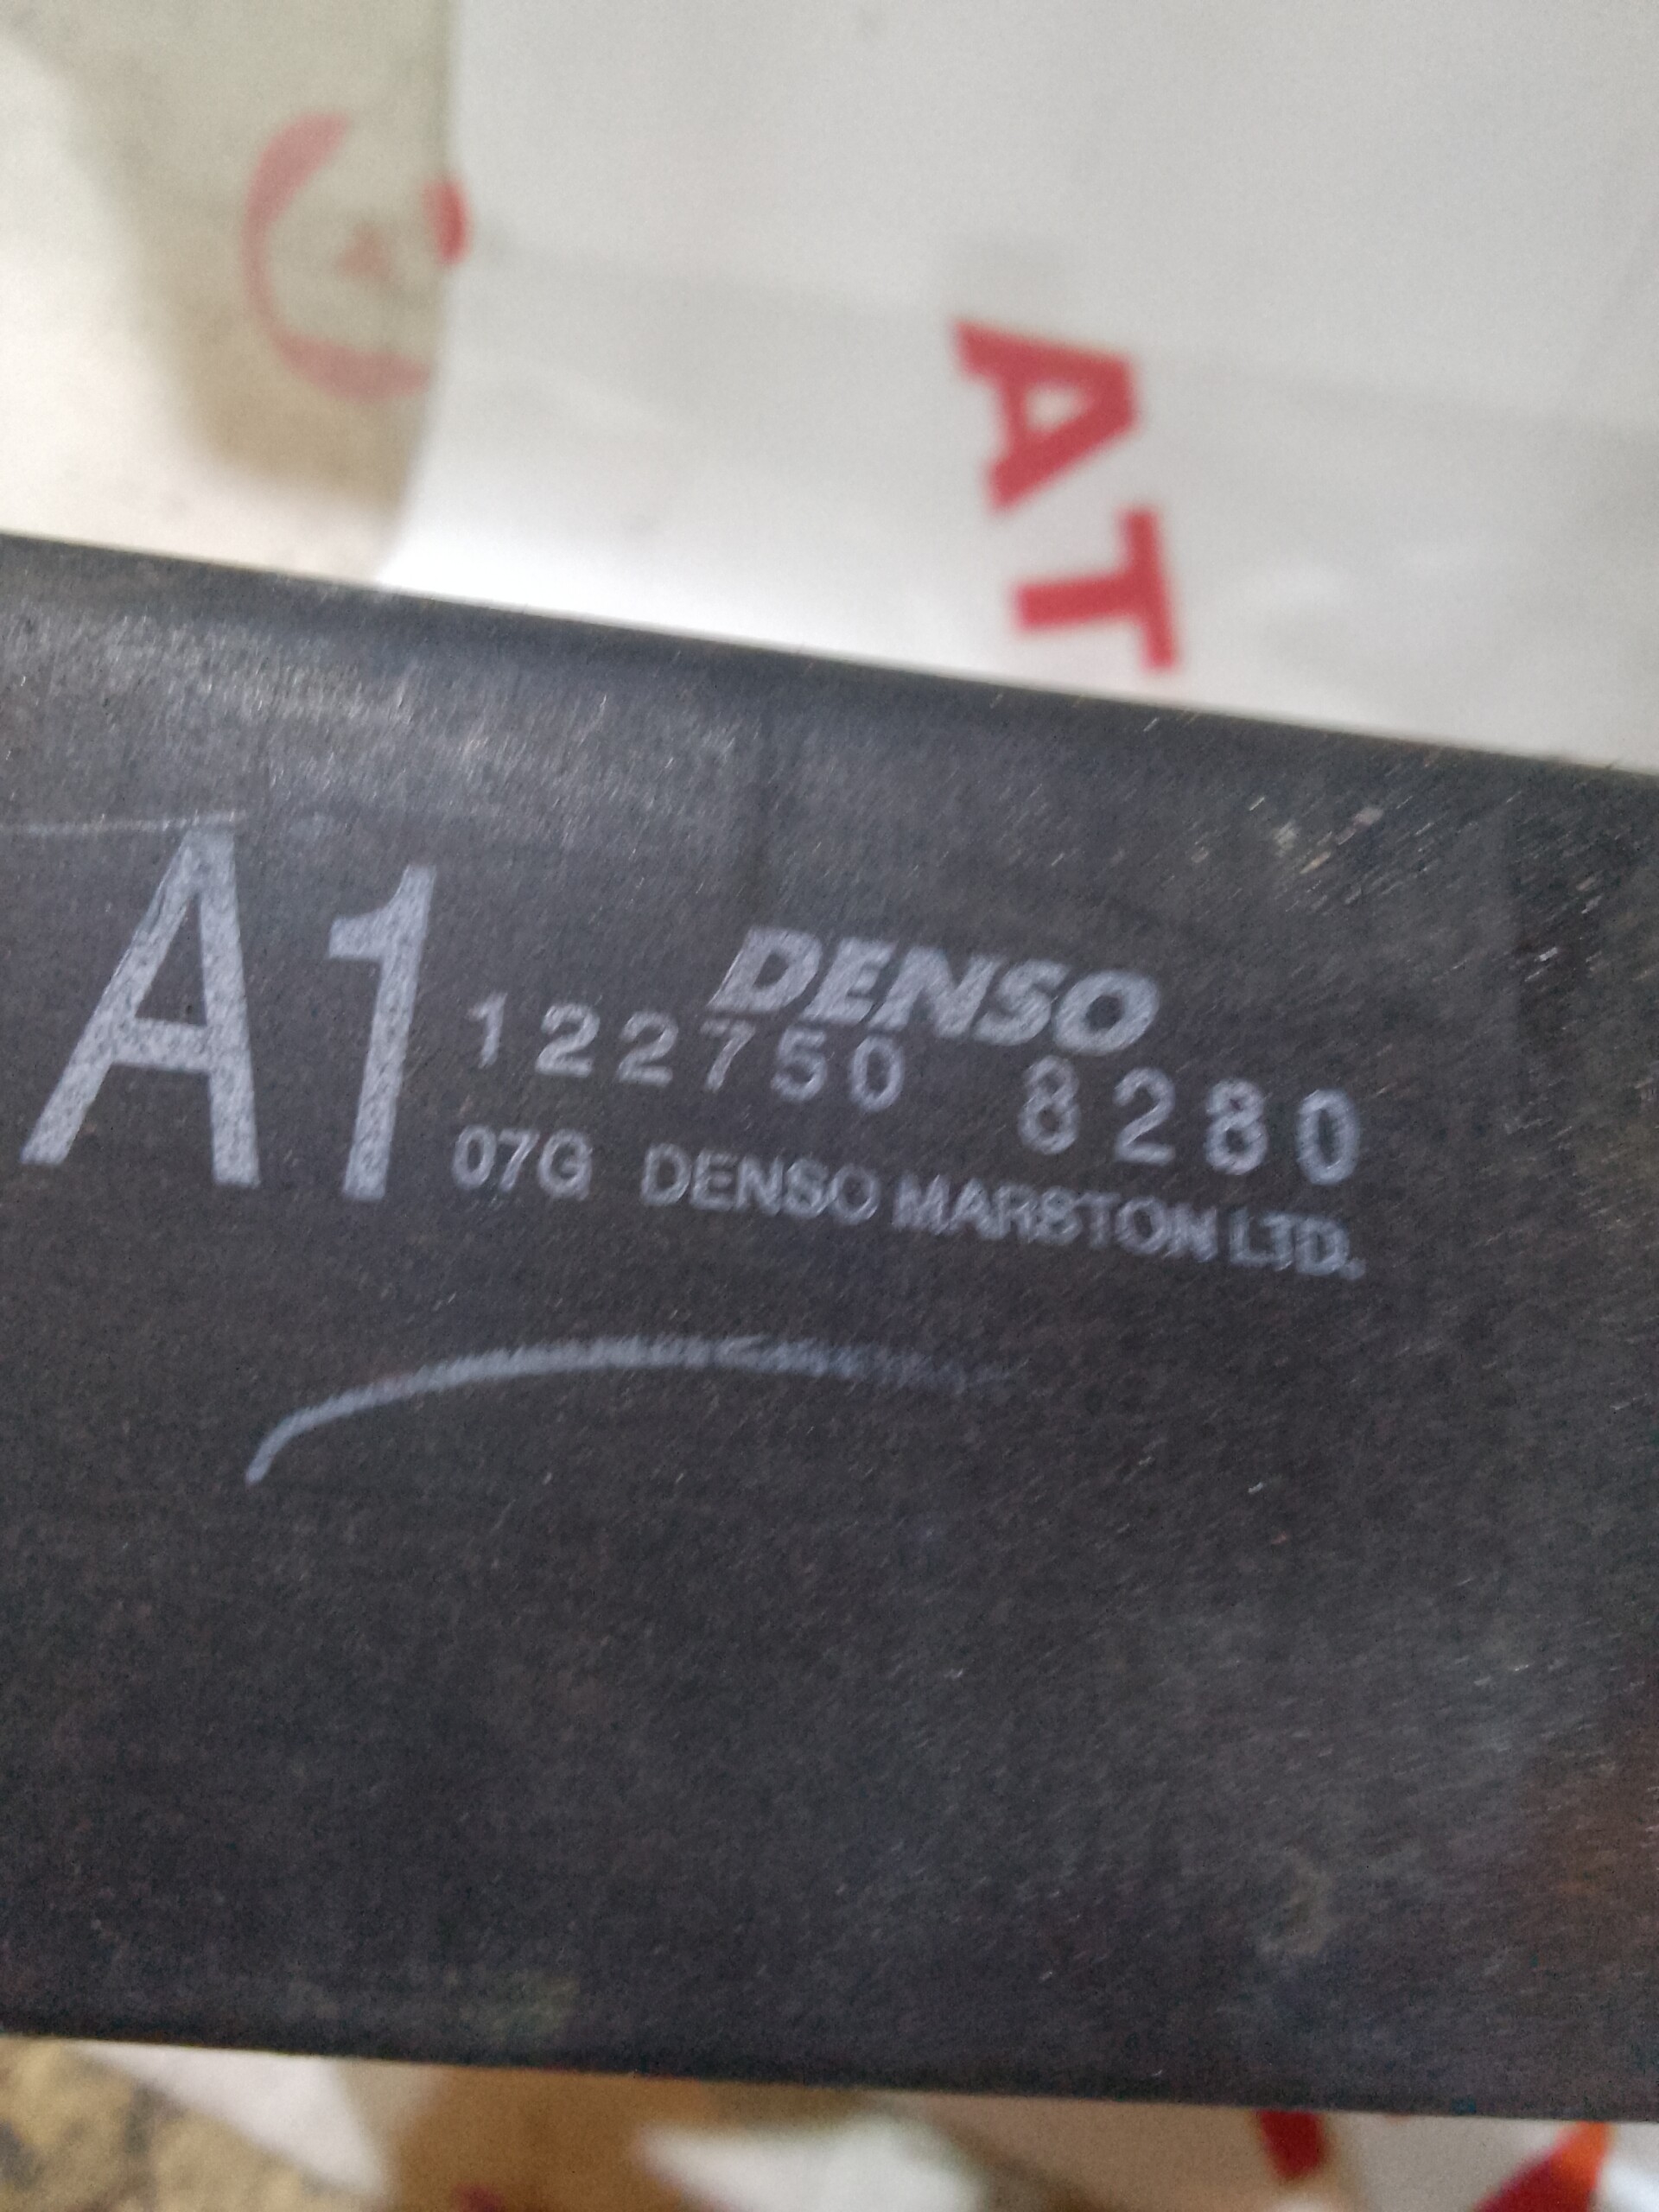 AT
A1
DENSO
122750 8280
07G DENSO MARSTON LTD.